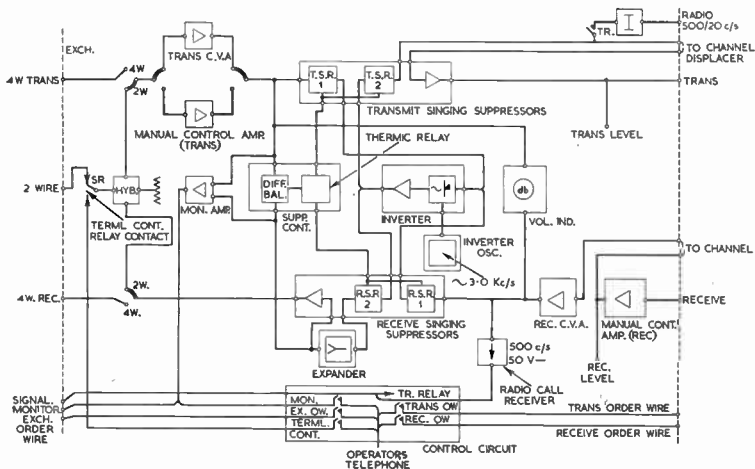 EXCH.
4W TRANS
4W
2W
TRANS C.V.A
MANUAL CONTROL AMP.
(TRANS)
T.S.R.
1
T.S.R.
2
TRANSMIT SINGING SUPPRESSORS
TR.
I
RADIO
500/20 c/s
TO CHANNEL
DISPLACER
TRANS
TRANS LEVEL
THERMIC RELAY
2 WIRE
SR
HYB.
TERML CONT.
RELAY CONTACT
MON. AMP.
DIFF.
BAL.
SUPP.
CONT.
INVERTER
INVERTER
OSC.
~3·0 Kc/s
db
VOL. IND.
TO CHANNEL
4W. REC.
2W.
4W.
R.S.R
2
R.S.R.
1
RECEIVE SINGING
SUPPRESSORS
EXPANDER
REC. C.V.A.
MANUAL CONT.
AMP. (REC)
RECEIVE
REC.
LEVEL
500 c/s
50 V—
RADIO CALL
RECEIVER
SIGNAL.
MONITOR
EXCH.
ORDER
WIRE
MON.
EX. OW.
TERML.
CONT.
TR. RELAY
TRANS OW
REC. OW
CONTROL CIRCUIT
OPERATORS
TELEPHONE
TRANS ORDER WIRE
RECEIVE ORDER WIRE